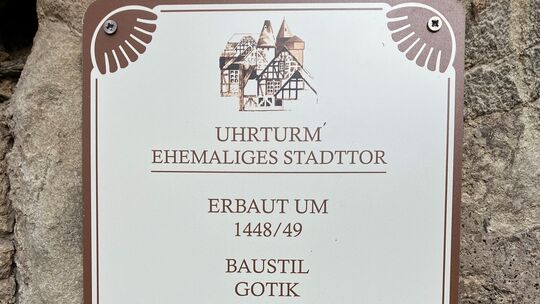 UHRTURM
EHEMALIGES STADTTOR
ERBAUT UM
1448/49
BAUSTIL
GOTIK